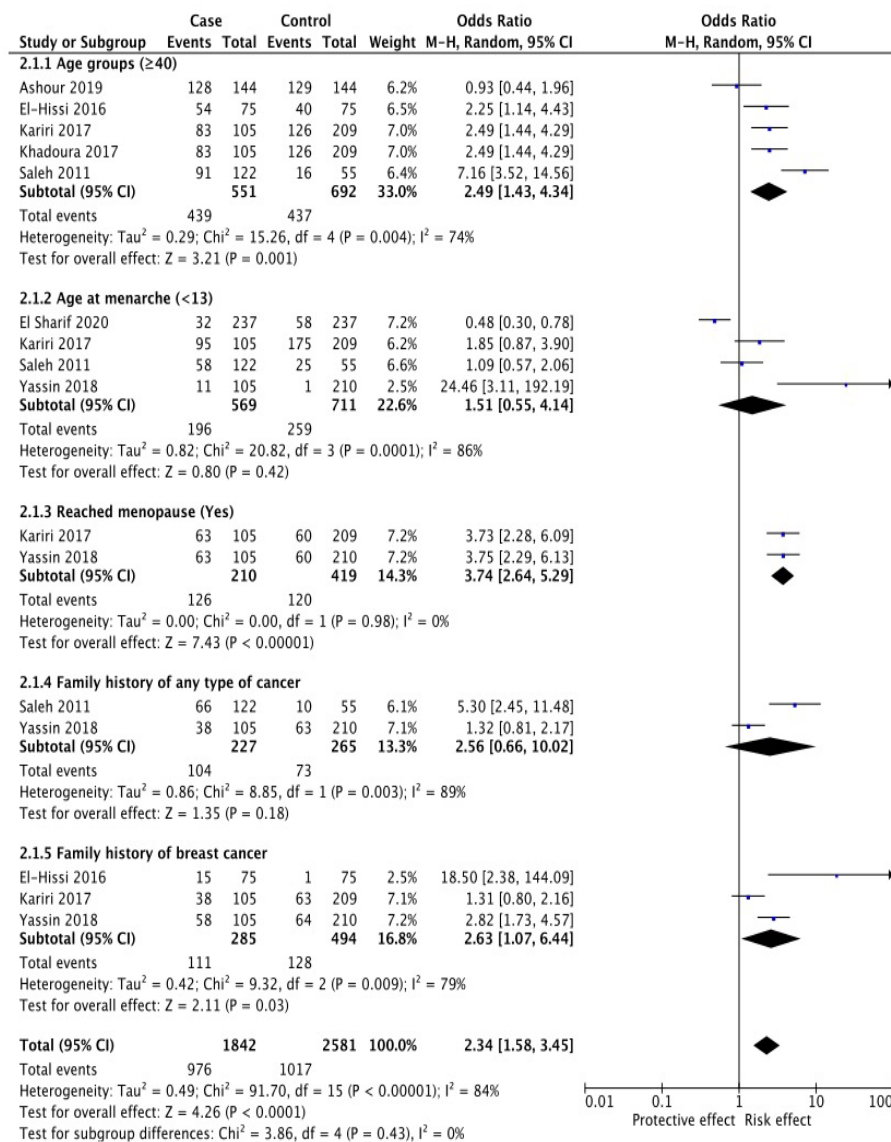 Case Control Odds Ratio Odds Ratio
Study or Subgroup Events Total Events Total Weight M-H, Random, 95% CI M-H, Random, 95% CI
2.1.1 Age groups (≥40)
Ashour 2019 128 144 129 144 6.2% 0.93 [0.44, 1.96]
El-Hissi 2016 54 75 40 75 6.5% 2.25 [1.14, 4.43]
Kariri 2017 83 105 126 209 7.0% 2.49 [1.44, 4.29]
Khadoura 2017 83 105 126 209 7.0% 2.49 [1.44, 4.29]
Saleh 2011 91 122 16 55 6.4% 7.16 [3.52, 14.56]
Subtotal (95% CI) 551 692 33.0% 2.49 [1.43, 4.34]
Total events 439 437
Heterogeneity: Tau² = 0.29; Chi² = 15.26, df = 4 (P = 0.004); I² = 74%
Test for overall effect: Z = 3.21 (P = 0.001)
2.1.2 Age at menarche (<13)
El Sharif 2020 32 237 58 237 7.2% 0.48 [0.30, 0.78]
Kariri 2017 95 105 175 209 6.2% 1.85 [0.87, 3.90]
Saleh 2011 58 122 25 55 6.6% 1.09 [0.57, 2.06]
Yassin 2018 11 105 1 210 2.5% 24.46 [3.11, 192.19]
Subtotal (95% CI) 569 711 22.6% 1.51 [0.55, 4.14]
Total events 196 259
Heterogeneity: Tau² = 0.82; Chi² = 20.82, df = 3 (P = 0.0001); I² = 86%
Test for overall effect: Z = 0.80 (P = 0.42)
2.1.3 Reached menopause (Yes)
Kariri 2017 63 105 60 209 7.2% 3.73 [2.28, 6.09]
Yassin 2018 63 105 60 210 7.2% 3.75 [2.29, 6.13]
Subtotal (95% CI) 210 419 14.3% 3.74 [2.64, 5.29]
Total events 126 120
Heterogeneity: Tau² = 0.00; Chi² = 0.00, df = 1 (P = 0.98); I² = 0%
Test for overall effect: Z = 7.43 (P < 0.00001)
2.1.4 Family history of any type of cancer
Saleh 2011 66 122 10 55 6.1% 5.30 [2.45, 11.48]
Yassin 2018 38 105 63 210 7.1% 1.32 [0.81, 2.17]
Subtotal (95% CI) 227 265 13.3% 2.56 [0.66, 10.02]
Total events 104 73
Heterogeneity: Tau² = 0.86; Chi² = 8.85, df = 1 (P = 0.003); I² = 89%
Test for overall effect: Z = 1.35 (P = 0.18)
2.1.5 Family history of breast cancer
El-Hissi 2016 15 75 1 75 2.5% 18.50 [2.38, 144.09]
Kariri 2017 38 105 63 209 7.1% 1.31 [0.80, 2.16]
Yassin 2018 58 105 64 210 7.2% 2.82 [1.73, 4.57]
Subtotal (95% CI) 285 494 16.8% 2.63 [1.07, 6.44]
Total events 111 128
Heterogeneity: Tau² = 0.42; Chi² = 9.32, df = 2 (P = 0.009); I² = 79%
Test for overall effect: Z = 2.11 (P = 0.03)
Total (95% CI) 1842 2581 100.0% 2.34 [1.58, 3.45]
Total events 976 1017
Heterogeneity: Tau² = 0.49; Chi² = 91.70, df = 15 (P < 0.00001); I² = 84%
Test for overall effect: Z = 4.26 (P < 0.0001)
Test for subgroup differences: Chi² = 3.86, df = 4 (P = 0.43), I² = 0%
0.01 0.1 1 10 100
Protective effect Risk effect